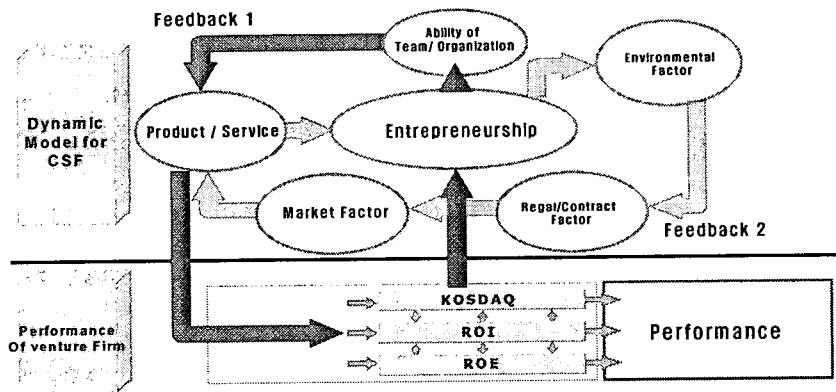 Feedback 1
Ability of
Team/ Organization
Environmental
Factor
Dynamic
Model for
CSF
Product / Service
Entrepreneurship
Market Factor
Regal/Contract
Factor
Feedback 2
Performance
Of venture Firm
KOSDAQ
ROI
ROE
Performance